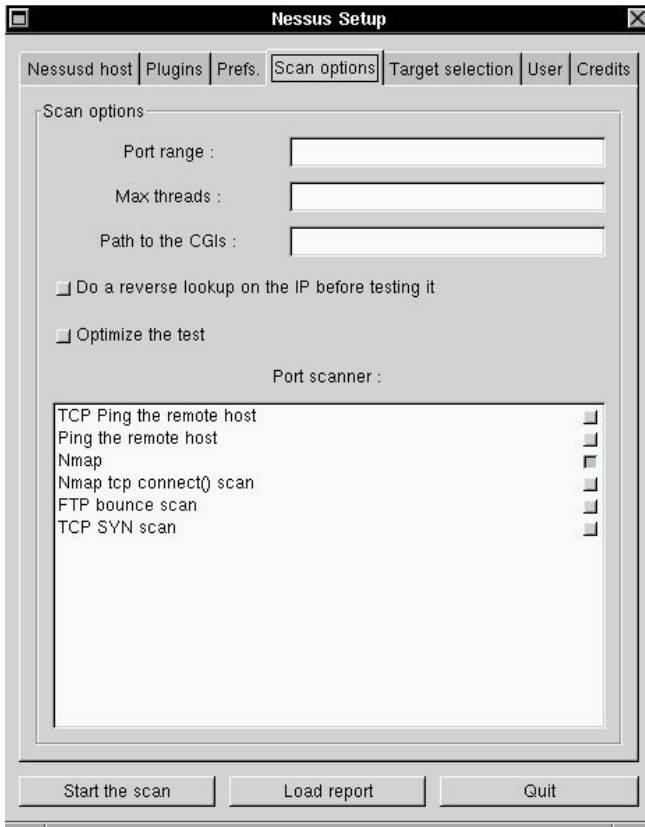 Nessus Setup
Nessusd host Plugins Prefs. Scan options Target selection User Credits
Scan options
Port range :
Max threads :
Path to the CGIs :
Do a reverse lookup on the IP before testing it
Optimize the test
Port scanner :
TCP Ping the remote host
Ping the remote host
Nmap
Nmap tcp connect() scan
FTP bounce scan
TCP SYN scan
Start the scan Load report Quit